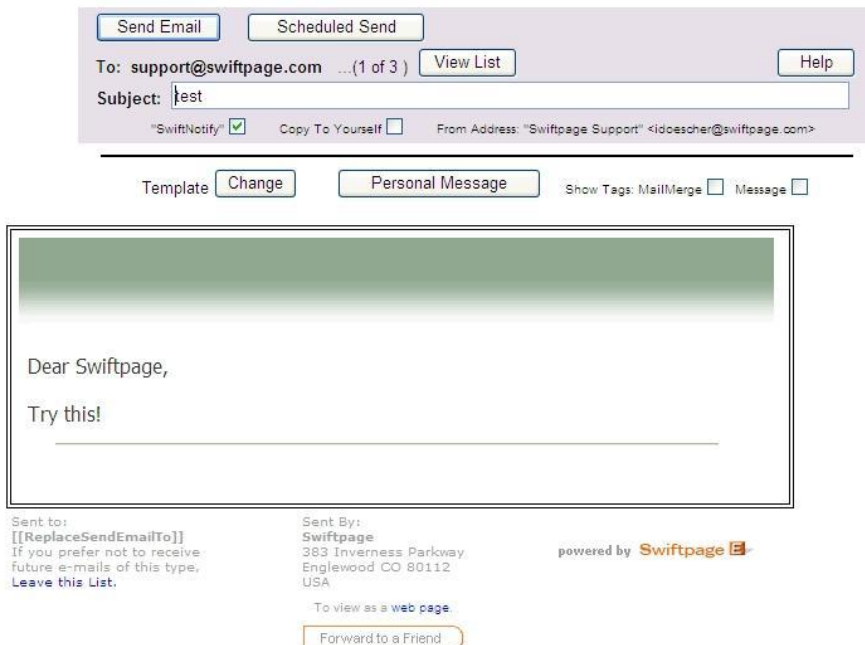 Send Email Scheduled Send
To: support@swiftpage.com ...(1 of 3 ) View List Help
Subject: test
"SwiftNotify" Copy To Yourself From Address: "Swiftpage Support" <idoescher@swiftpage.com>
Template Change Personal Message Show Tags: MailMerge Message
Dear Swiftpage,
Try this!
Sent to:
[[ReplaceSendEmailTo]]
If you prefer not to receive
future e-mails of this type,
Leave this List.
Sent By:
Swiftpage
383 Inverness Parkway
Englewood CO 80112
USA
To view as a web page.
Forward to a Friend
powered by Swiftpage E